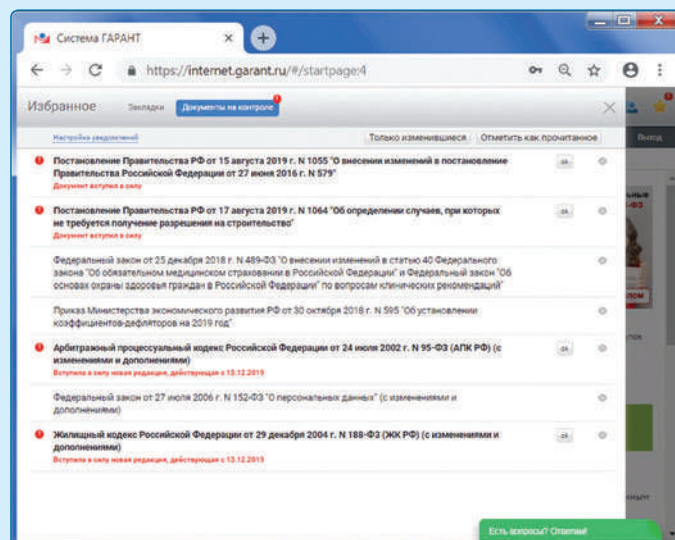 Система ГАРАНТ
https://internet.garant.ru/#/startpage:4
Избранное Закладки Документы на контроле
Настройка уведомлений Только изменившиеся Отметить как прочитанное Выход
Постановление Правительства РФ от 15 августа 2019 г. N 1055 "О внесении изменений в постановление ok
Правительства Российской Федерации от 27 июня 2016 г. N 579"
Документ вступил в силу
Постановление Правительства РФ от 17 августа 2019 г. N 1064 "Об определении случаев, при которых ok
не требуется получение разрешения на строительство"
Документ вступил в силу
Федеральный закон от 25 декабря 2018 г. N 489-ФЗ "О внесении изменений в статью 40 Федерального
закона "Об обязательном медицинском страховании в Российской Федерации" и Федеральный закон "Об
основах охраны здоровья граждан в Российской Федерации" по вопросам клинических рекомендаций"
Приказ Министерства экономического развития РФ от 30 октября 2018 г. N 595 "Об установлении
коэффициентов-дефляторов на 2019 год"
Арбитражный процессуальный кодекс Российской Федерации от 24 июля 2002 г. N 95-ФЗ (АПК РФ) (с ok
изменениями и дополнениями)
Вступила в силу новая редакция, действующая с 13.12.2019
Федеральный закон от 27 июля 2006 г. N 152-ФЗ "О персональных данных" (с изменениями и
дополнениями)
Жилищный кодекс Российской Федерации от 29 декабря 2004 г. N 188-ФЗ (ЖК РФ) (с изменениями и ok
дополнениями)
Вступила в силу новая редакция, действующая с 13.12.2019
Есть вопросы? Ответим!